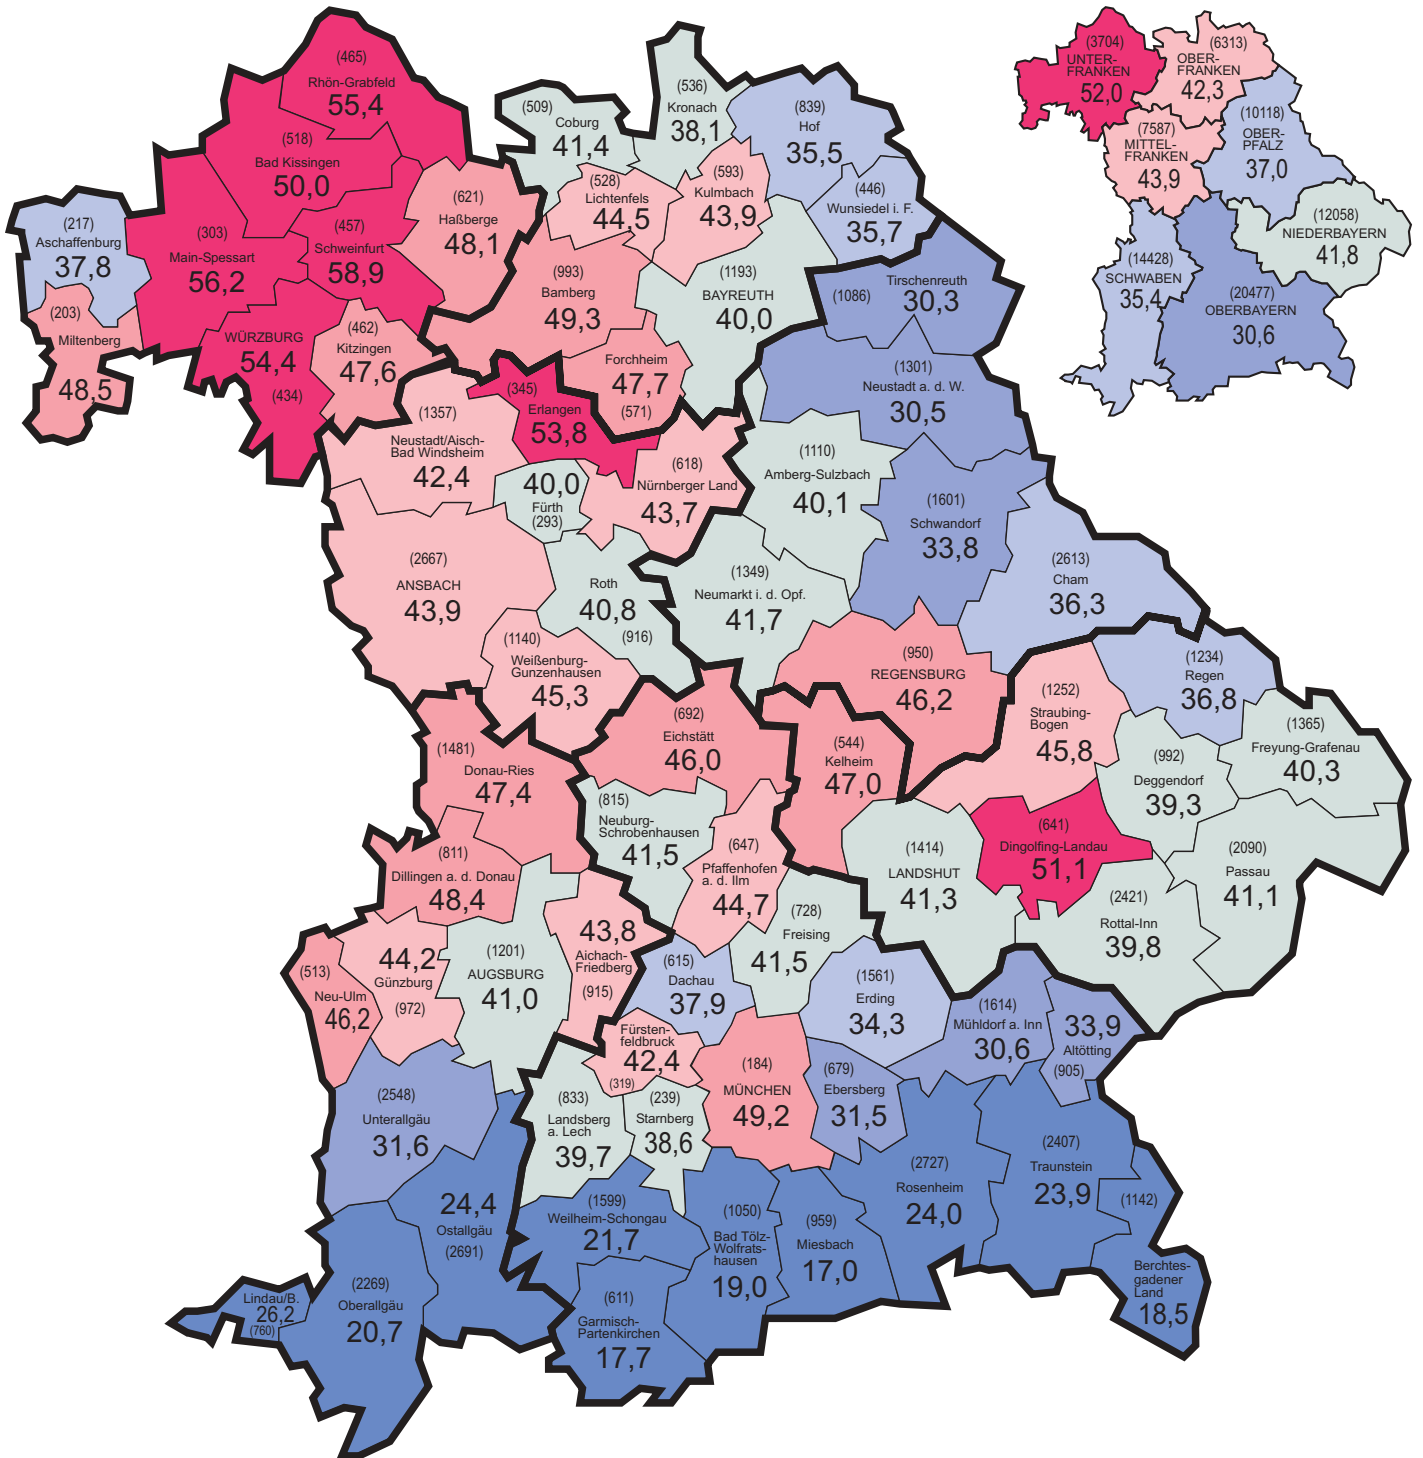 (465)
Rhön-Grabfeld
55,4
(518)
Bad Kissingen
50,0
(217)
Aschaffenburg
37,8
(303)
Main-Spessart
56,2
(457)
Schweinfurt
58,9
(621)
Haßberge
48,1
(203)
Miltenberg
48,5
WÜRZBURG
54,4
(434)
(462)
Kitzingen
47,6
(509)
Coburg
41,4
(536)
Kronach
38,1
(839)
Hof
35,5
(528)
Lichtenfels
44,5
(593)
Kulmbach
43,9
(446)
Wunsiedel i. F.
35,7
(993)
Bamberg
49,3
(1193)
BAYREUTH
40,0
Forchheim
47,7
(571)
(1086)
Tirschenreuth
30,3
(1301)
Neustadt a. d. W.
30,5
(1357)
Neustadt/Aisch-
Bad Windsheim
42,4
(345)
Erlangen
53,8
40,0
Fürth
(293)
(618)
Nürnberger Land
43,7
(1110)
Amberg-Sulzbach
40,1
(1601)
Schwandorf
33,8
(2613)
Cham
36,3
(2667)
ANSBACH
43,9
Roth
40,8
(916)
(1349)
Neumarkt i. d. Opf.
41,7
(1140)
Weißenburg-
Gunzenhausen
45,3
(950)
REGENSBURG
46,2
(1252)
Straubing-
Bogen
45,8
(1234)
Regen
36,8
(1365)
Freyung-Grafenau
40,3
(992)
Deggendorf
39,3
(1481)
Donau-Ries
47,4
(692)
Eichstätt
46,0
(544)
Kelheim
47,0
(815)
Neuburg-
Schrobenhausen
41,5
(647)
Pfaffenhofen
a. d. Ilm
44,7
(811)
Dillingen a. d. Donau
48,4
(1414)
LANDSHUT
41,3
(641)
Dingolfing-Landau
51,1
(2090)
Passau
41,1
(2421)
Rottal-Inn
39,8
(728)
Freising
41,5
(513)
Neu-Ulm
46,2
44,2
Günzburg
(972)
(1201)
AUGSBURG
41,0
43,8
Aichach-
Friedberg
(915)
(615)
Dachau
37,9
(1561)
Erding
34,3
(1614)
Mühldorf a. Inn
30,6
33,9
Altötting
(905)
Fürsten-
feldbruck
42,4
(319)
(184)
MÜNCHEN
49,2
(679)
Ebersberg
31,5
(2548)
Unterallgäu
31,6
(833)
Landsberg
a. Lech
39,7
(239)
Starnberg
38,6
(2727)
Rosenheim
24,0
(2407)
Traunstein
23,9
(1142)
Berchtes-
gadener
Land
18,5
24,4
Ostallgäu
(2691)
(1599)
Weilheim-Schongau
21,7
(1050)
Bad Tölz-
Wolfrats-
hausen
19,0
(959)
Miesbach
17,0
Lindau/B.
26,2
(760)
(2269)
Oberallgäu
20,7
(611)
Garmisch-
Partenkirchen
17,7
(3704)
UNTER-
FRANKEN
52,0
(6313)
OBER-
FRANKEN
42,3
(7587)
MITTEL-
FRANKEN
43,9
(10118)
OBER-
PFALZ
37,0
(12058)
NIEDERBAYERN
41,8
(14428)
SCHWABEN
35,4
(20477)
OBERBAYERN
30,6